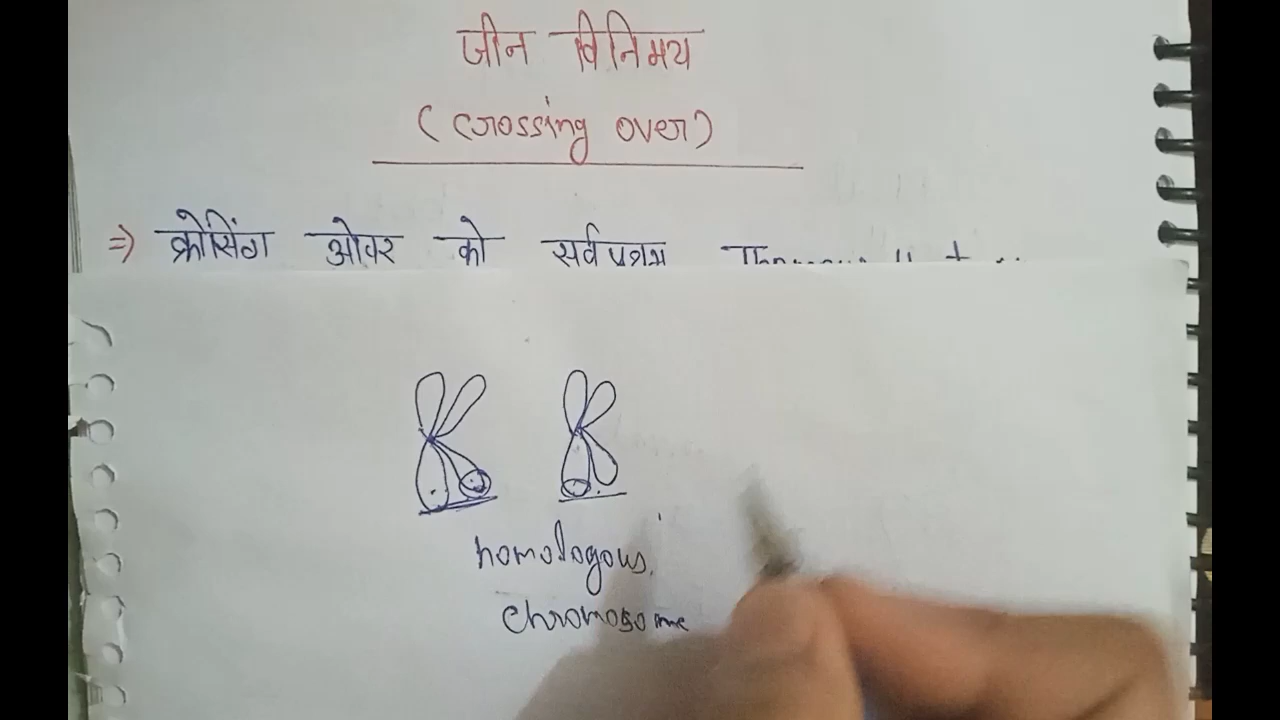 जीन विनिमय
(crossing over)
⇒ क्रोसिंग ओवर को सर्वप्रथम
homologous
chromosome